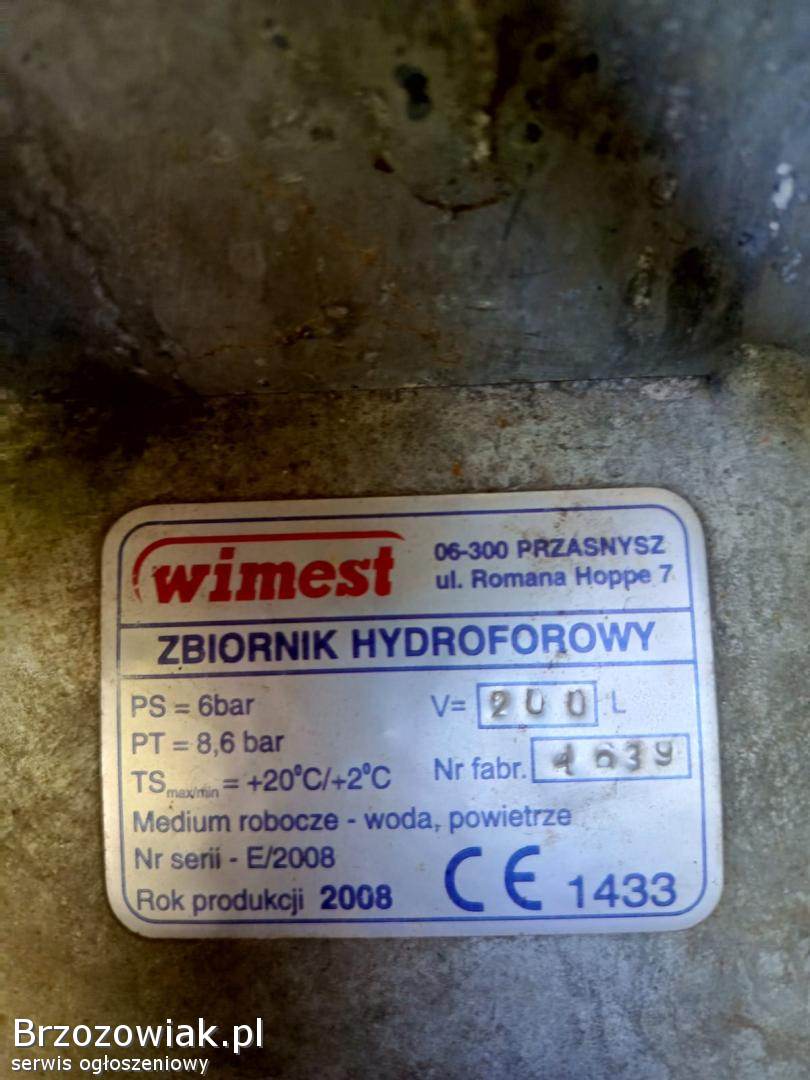 wimest
06-300 PRZASNYSZ
ul. Romana Hoppe 7
ZBIORNIK HYDROFOROWY
PS = 6bar
V= 200 L
PT = 8,6 bar
Nr fabr. 1639
TSmax/min = +20°C/+2°C
Medium robocze - woda, powietrze
Nr serii - E/2008
Rok produkcji 2008
CE 1433
Brzozowiak.pl
serwis ogłoszeniowy